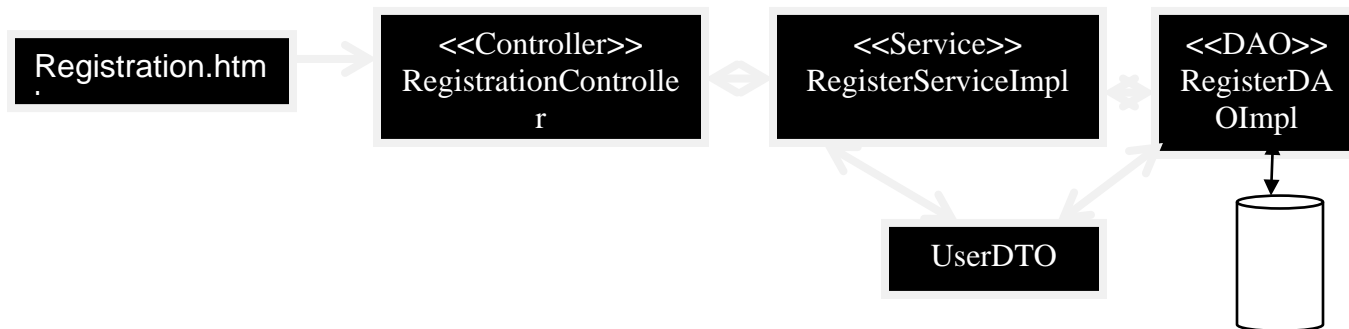 Registration.htm
<<Controller>>
RegistrationControlle
r
<<Service>>
RegisterServiceImpl
<<DAO>>
RegisterDA
OImpl
UserDTO